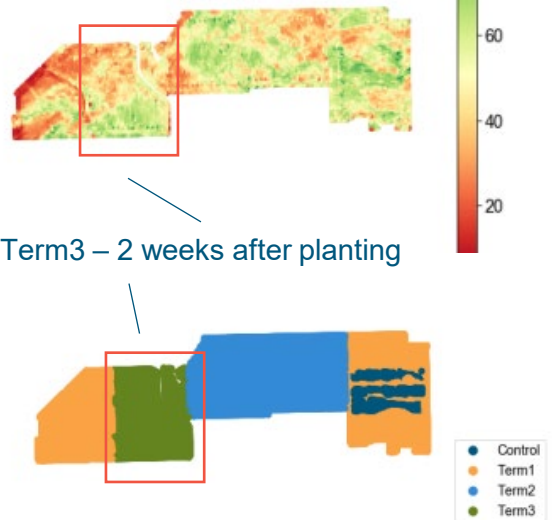 60
40
20
Term3 – 2 weeks after planting
Control
Term1
Term2
Term3